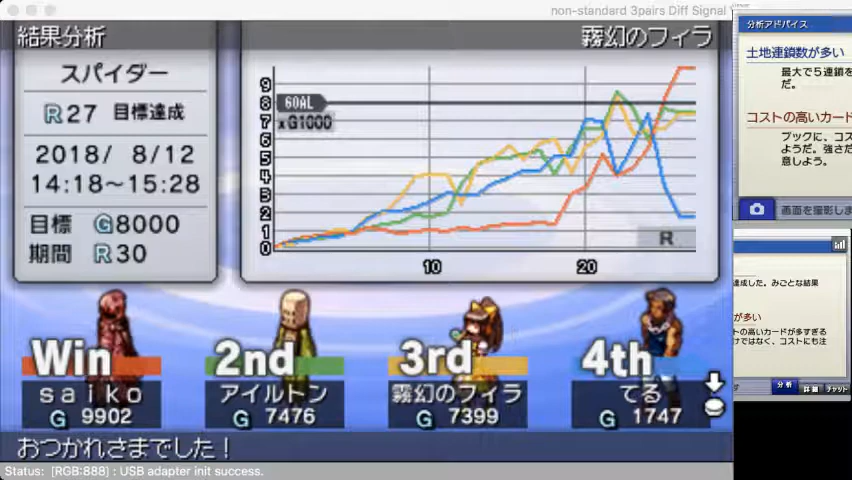 non-standard 3pairs Diff Signal
結果分析
霧幻のフィラ
スパイダー
R27 目標達成
2018/ 8/12
14:18～15:28
目標 G8000
期間 R30
9
8
7
6
5
4
3
2
1
0
GOAL
xG1000
10
20
R
Win
2nd
3rd
4th
saiko
アイルトン
霧幻のフィラ
てる
G 9902
G 7476
G 7399
G 1747
おつかれさまでした！
Status: [RGB:888] : USB adapter init success.
分析アドバイス
土地連鎖数が多い
最大で５連鎖を
だ。
コストの高いカード
ブックに、コス
ようだ。強さだ
意しよう。
画面を撮影しま
達成した。みごとな結果
が多い
トの高いカードが多すぎる
けではなく、コストにも注
分析
詳細
チャット